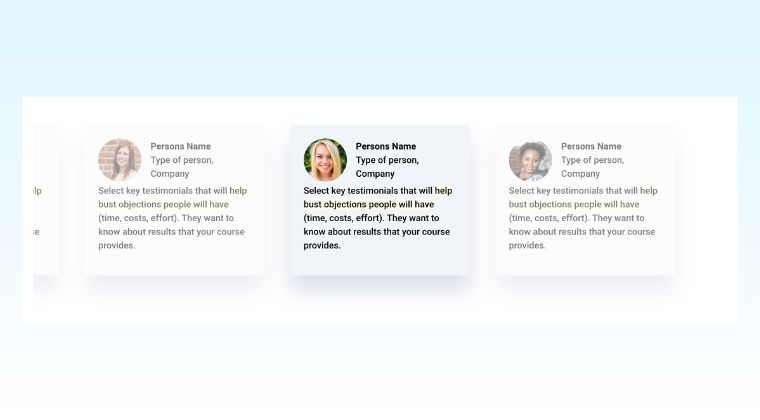 lp
se
Persons Name
Type of person,
Company
Select key testimonials that will help
bust objections people will have
(time, costs, effort). They want to
know about results that your course
provides.
Persons Name
Type of person,
Company
Select key testimonials that will help
bust objections people will have
(time, costs, effort). They want to
know about results that your course
provides.
Persons Name
Type of person,
Company
Select key testimonials that will help
bust objections people will have
(time, costs, effort). They want to
know about results that your course
provides.